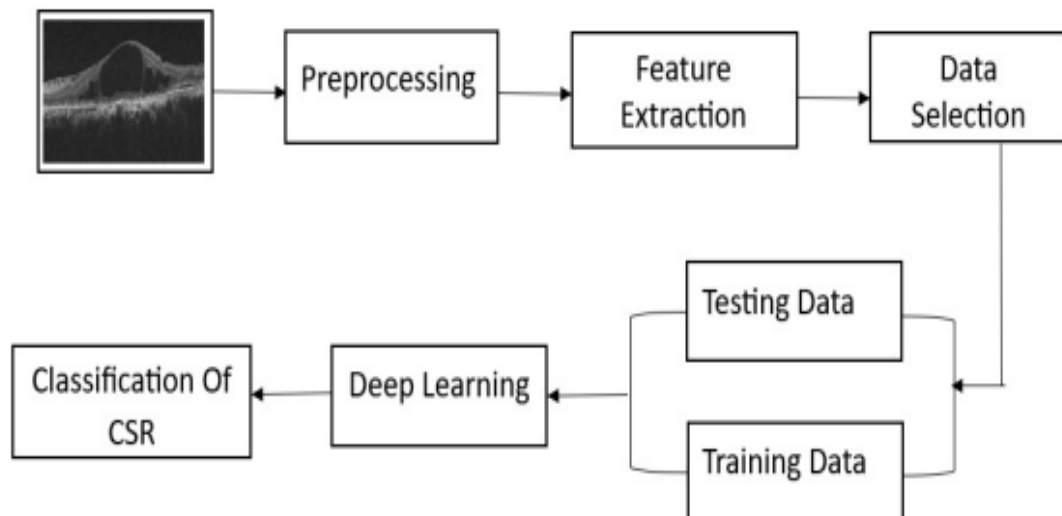 Preprocessing
Feature
Extraction
Data
Selection
Testing Data
Training Data
Deep Learning
Classification Of
CSR